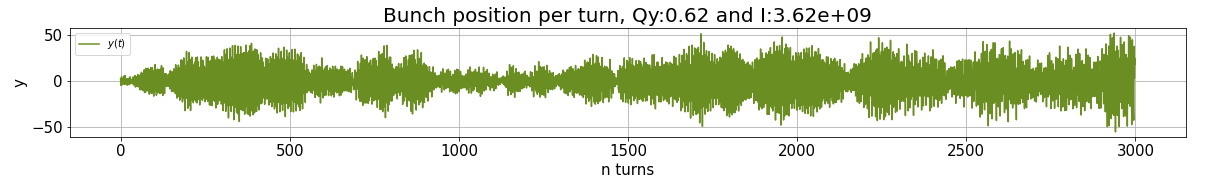 Bunch position per turn, Qy:0.62 and I:3.62e+09
50
0
−50
y
y(t)
0 500 1000 1500 2000 2500 3000
n turns